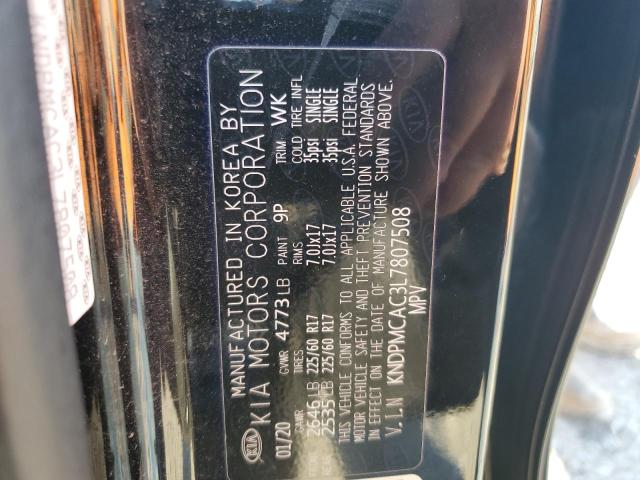 KIA
MANUFACTURED IN KOREA BY
KIA MOTORS CORPORATION
01/20 GVWR 4773 LB PAINT 9P TRIM WK
GAWR TIRES RIMS COLD TIRE INFL
2646 LB 225/60 R17 7.0Jx17 35psi SINGLE
2535 LB 225/60 R17 7.0Jx17 35psi SINGLE
THIS VEHICLE CONFORMS TO ALL APPLICABLE U.S.A. FEDERAL
MOTOR VEHICLE SAFETY AND THEFT PREVENTION STANDARDS
IN EFFECT ON THE DATE OF MANUFACTURE SHOWN ABOVE.
V.I.N KNDPMCAC3L7807508
MPV